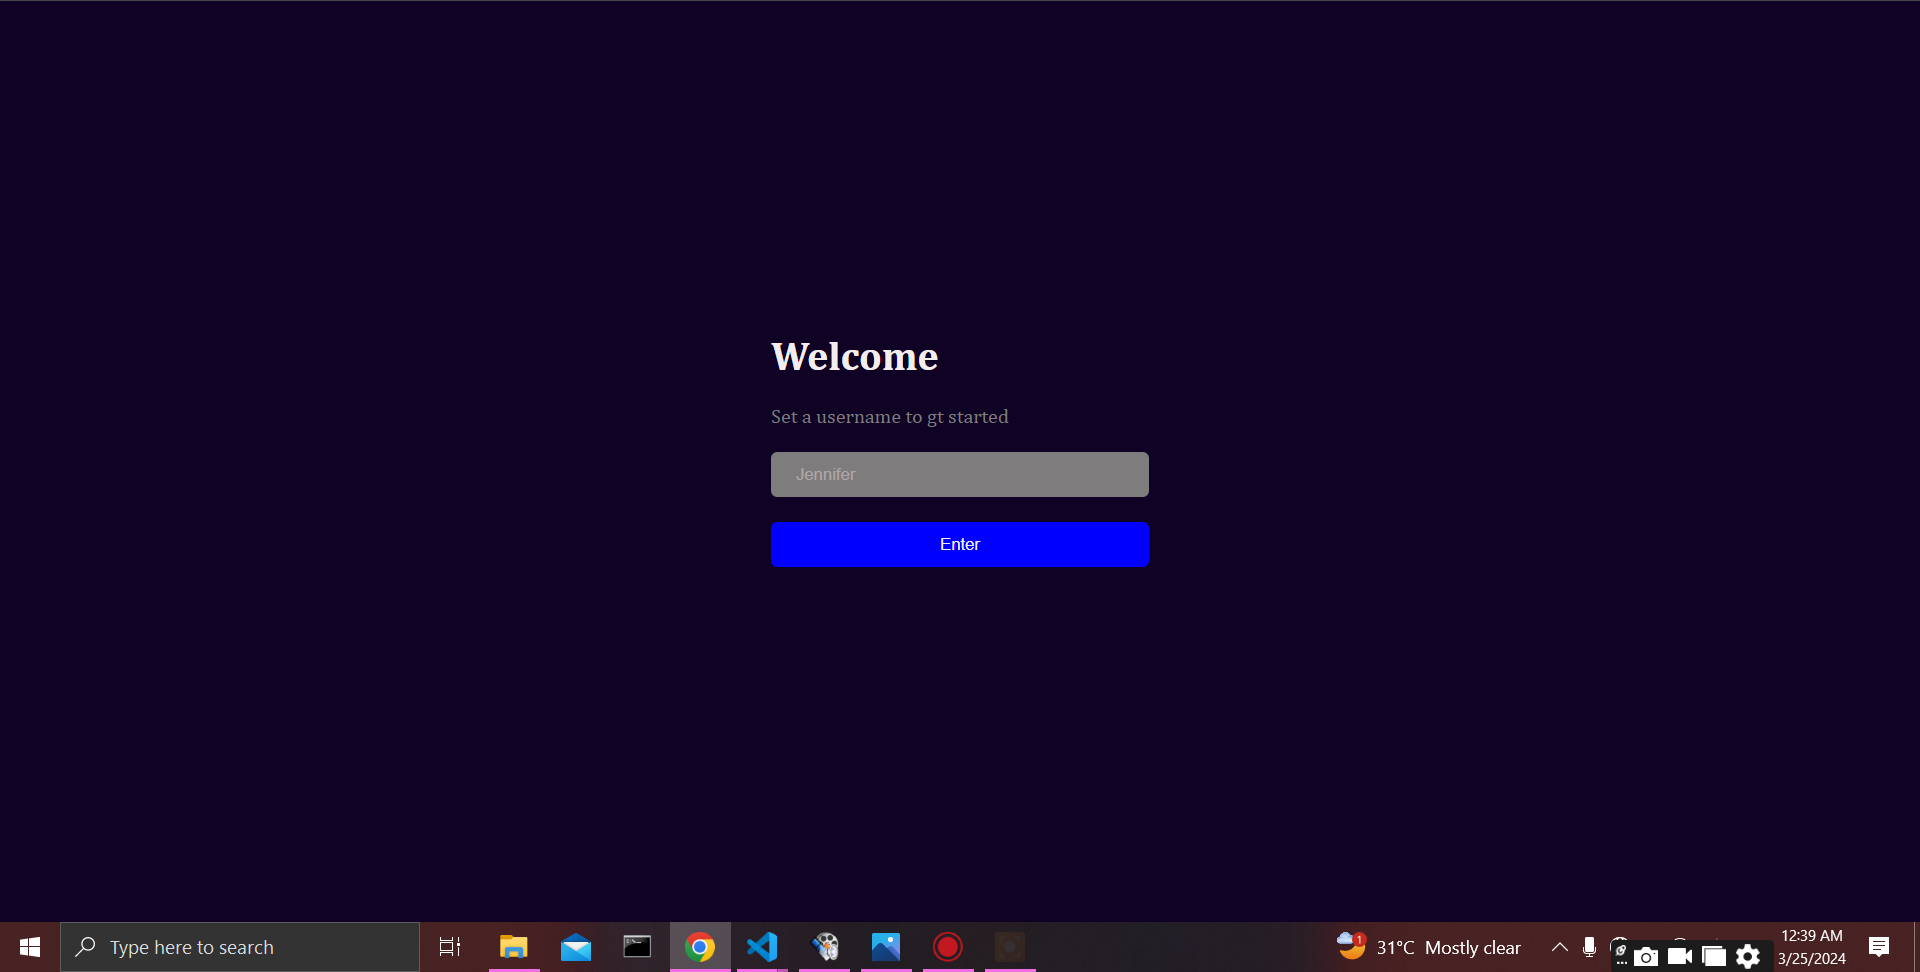 Welcome
Set a username to gt started
Jennifer
Enter
Type here to search
1
31°C Mostly clear
12:39 AM
3/25/2024